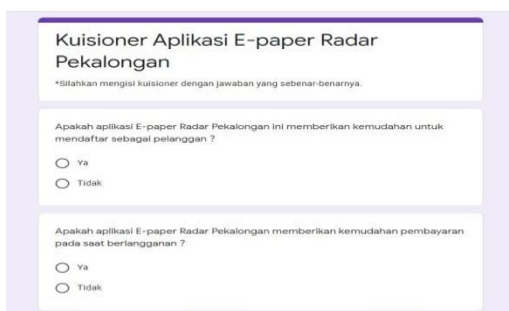 Kuisioner Aplikasi E-paper Radar
Pekalongan
*Silahkan mengisi kuisioner dengan jawaban yang sebenar-benarnya.
Apakah aplikasi E-paper Radar Pekalongan ini memberikan kemudahan untuk
mendaftar sebagai pelanggan ?
Ya
Tidak
Apakah aplikasi E-paper Radar Pekalongan memberikan kemudahan pembayaran
pada saat berlangganan ?
Ya
Tidak